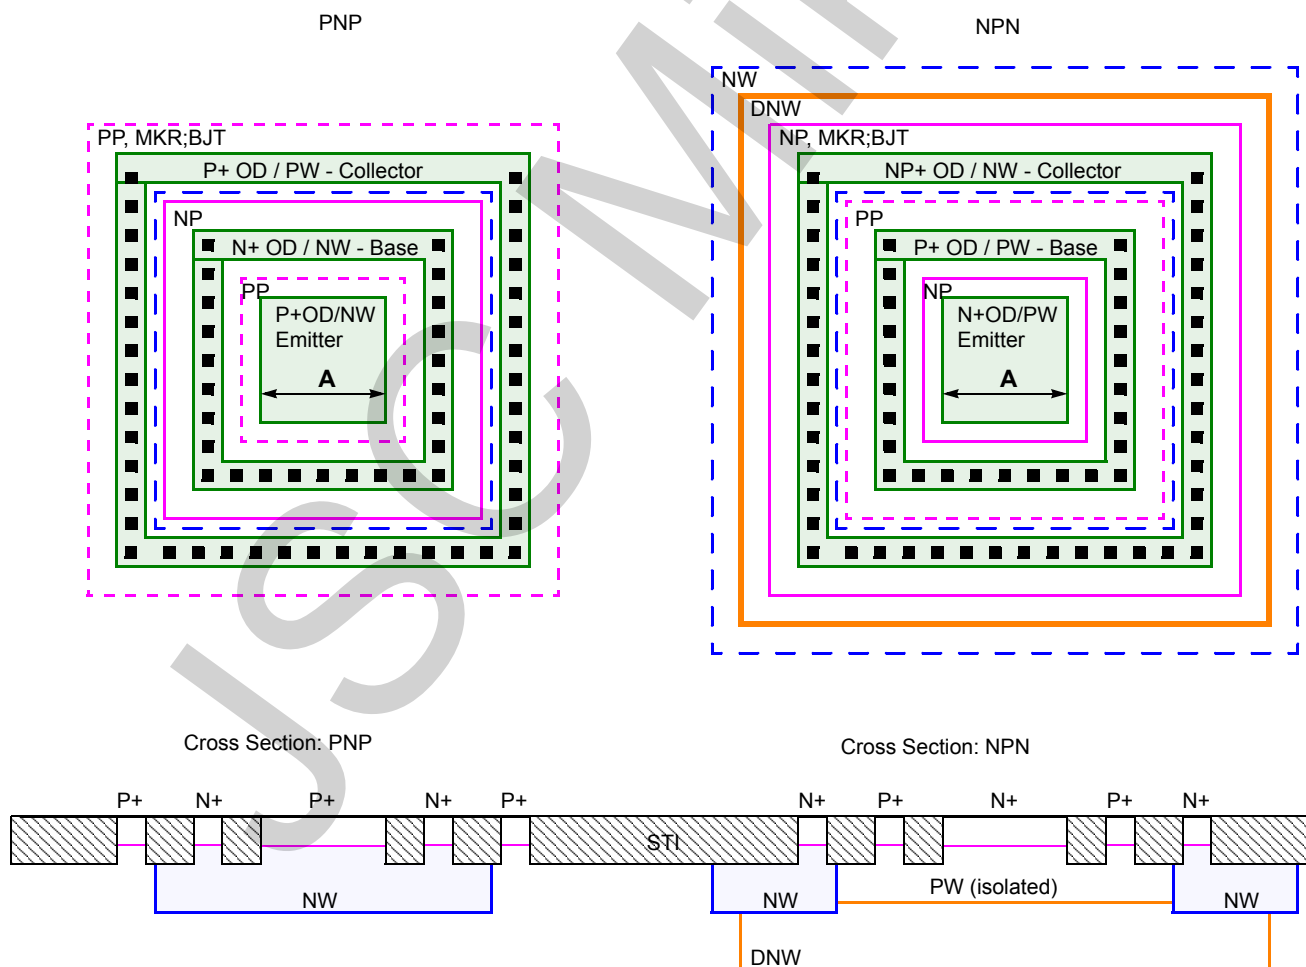 PNP
NPN
NW
DNW
PP, MKR;BJT
NP, MKR;BJT
P+ OD / PW - Collector
NP+ OD / NW - Collector
NP
PP
N+ OD / NW - Base
P+ OD / PW - Base
PP
NP
P+OD/NW
Emitter
N+OD/PW
Emitter
A
A
JSC Mi
Cross Section: PNP
Cross Section: NPN
P+
N+
P+
N+
P+
N+
P+
N+
P+
N+
STI
NW
NW
PW (isolated)
NW
DNW